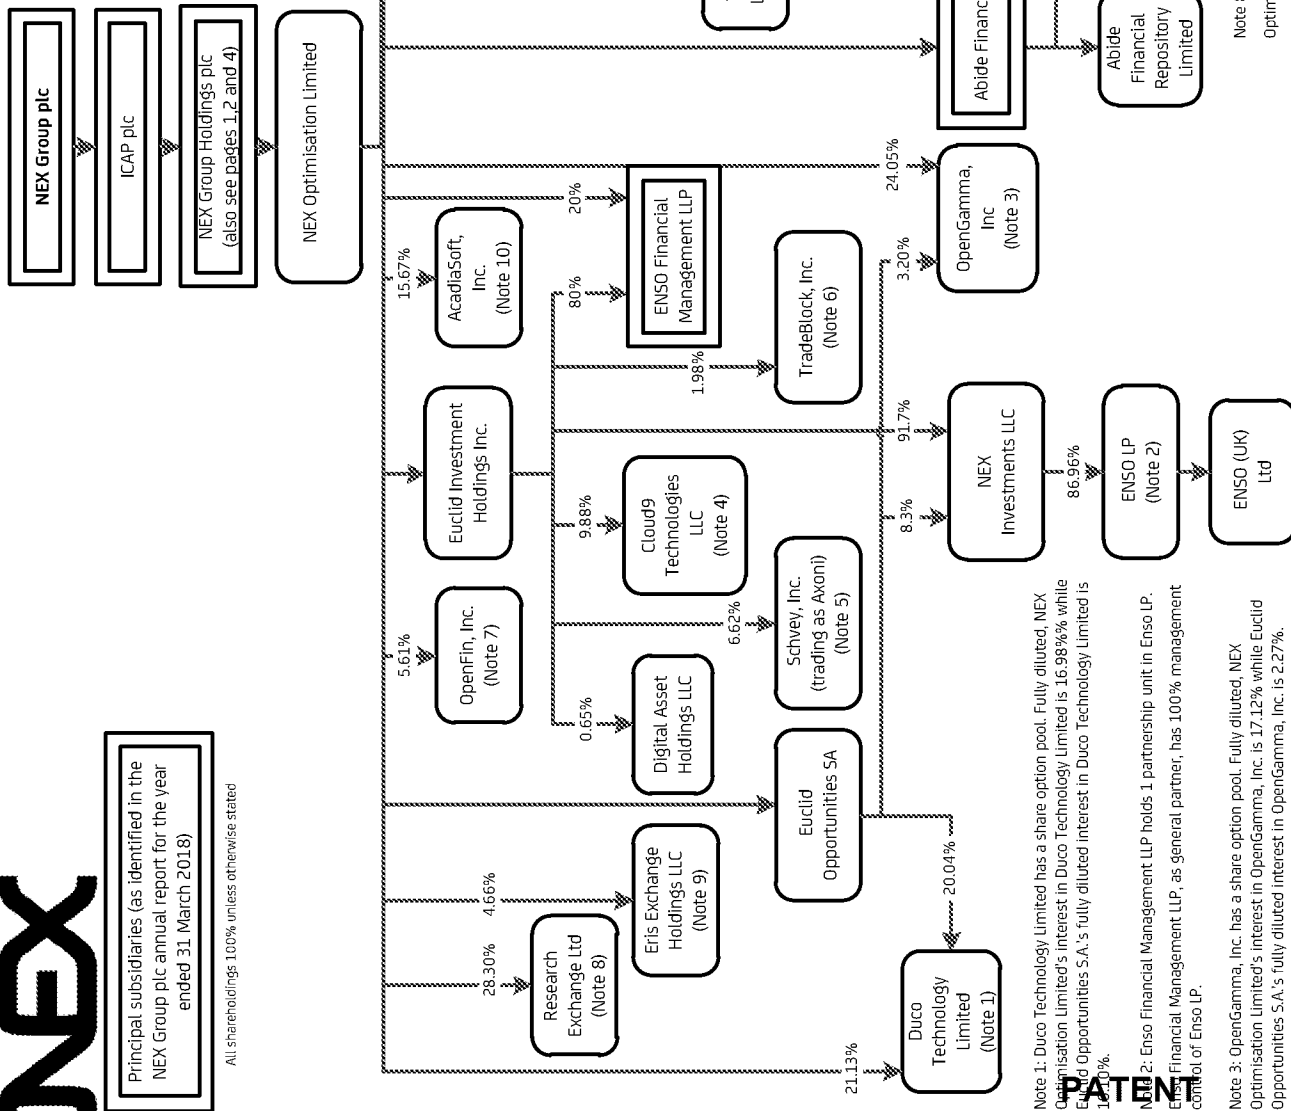 NEX
Principal subsidiaries (as identified in the
NEX Group plc annual report for the year
ended 31 March 2018)
All shareholdings 100% unless otherwise stated
NEX Group plc
ICAP plc
NEX Group Holdings plc
(also see pages 1,2 and 4)
NEX Optimisation Limited
21.13%
28.30%
4.66%
5.61%
15.67%
20%
24.05%
Research
Exchange Ltd
(Note 8)
Eris Exchange
Holdings LLC
(Note 9)
OpenFin, Inc.
(Note 7)
Euclid Investment
Holdings Inc.
AcadiaSoft,
Inc.
(Note 10)
0.65%
6.62%
9.88%
1.98%
80%
Digital Asset
Holdings LLC
Cloud9
Technologies
LLC
(Note 4)
ENSO Financial
Management LLP
Euclid
Opportunities SA
Schvey, Inc.
(trading as Axoni)
(Note 5)
TradeBlock, Inc.
(Note 6)
20.04%
8.3%
91.7%
3.20%
Duco
Technology
Limited
(Note 1)
NEX
Investments LLC
OpenGamma,
Inc
(Note 3)
Abide Financ
86.96%
ENSO LP
(Note 2)
Abide
Financial
Repository
Limited
ENSO (UK)
Ltd
Note 1: Duco Technology Limited has a share option pool. Fully diluted, NEX
Optimisation Limited's interest in Duco Technology Limited is 16.98%% while
Euclid Opportunities S.A.'s fully diluted interest in Duco Technology Limited is
16.10%.
Note 2: Enso Financial Management LLP holds 1 partnership unit in Enso LP.
Enso Financial Management LLP, as general partner, has 100% management
control of Enso LP.
Note 3: OpenGamma, Inc. has a share option pool. Fully diluted, NEX
Optimisation Limited's interest in OpenGamma, Inc. is 17.12% while Euclid
Opportunities S.A.'s fully diluted interest in OpenGamma, Inc. is 2.27%.
Note
Optim
PATENT